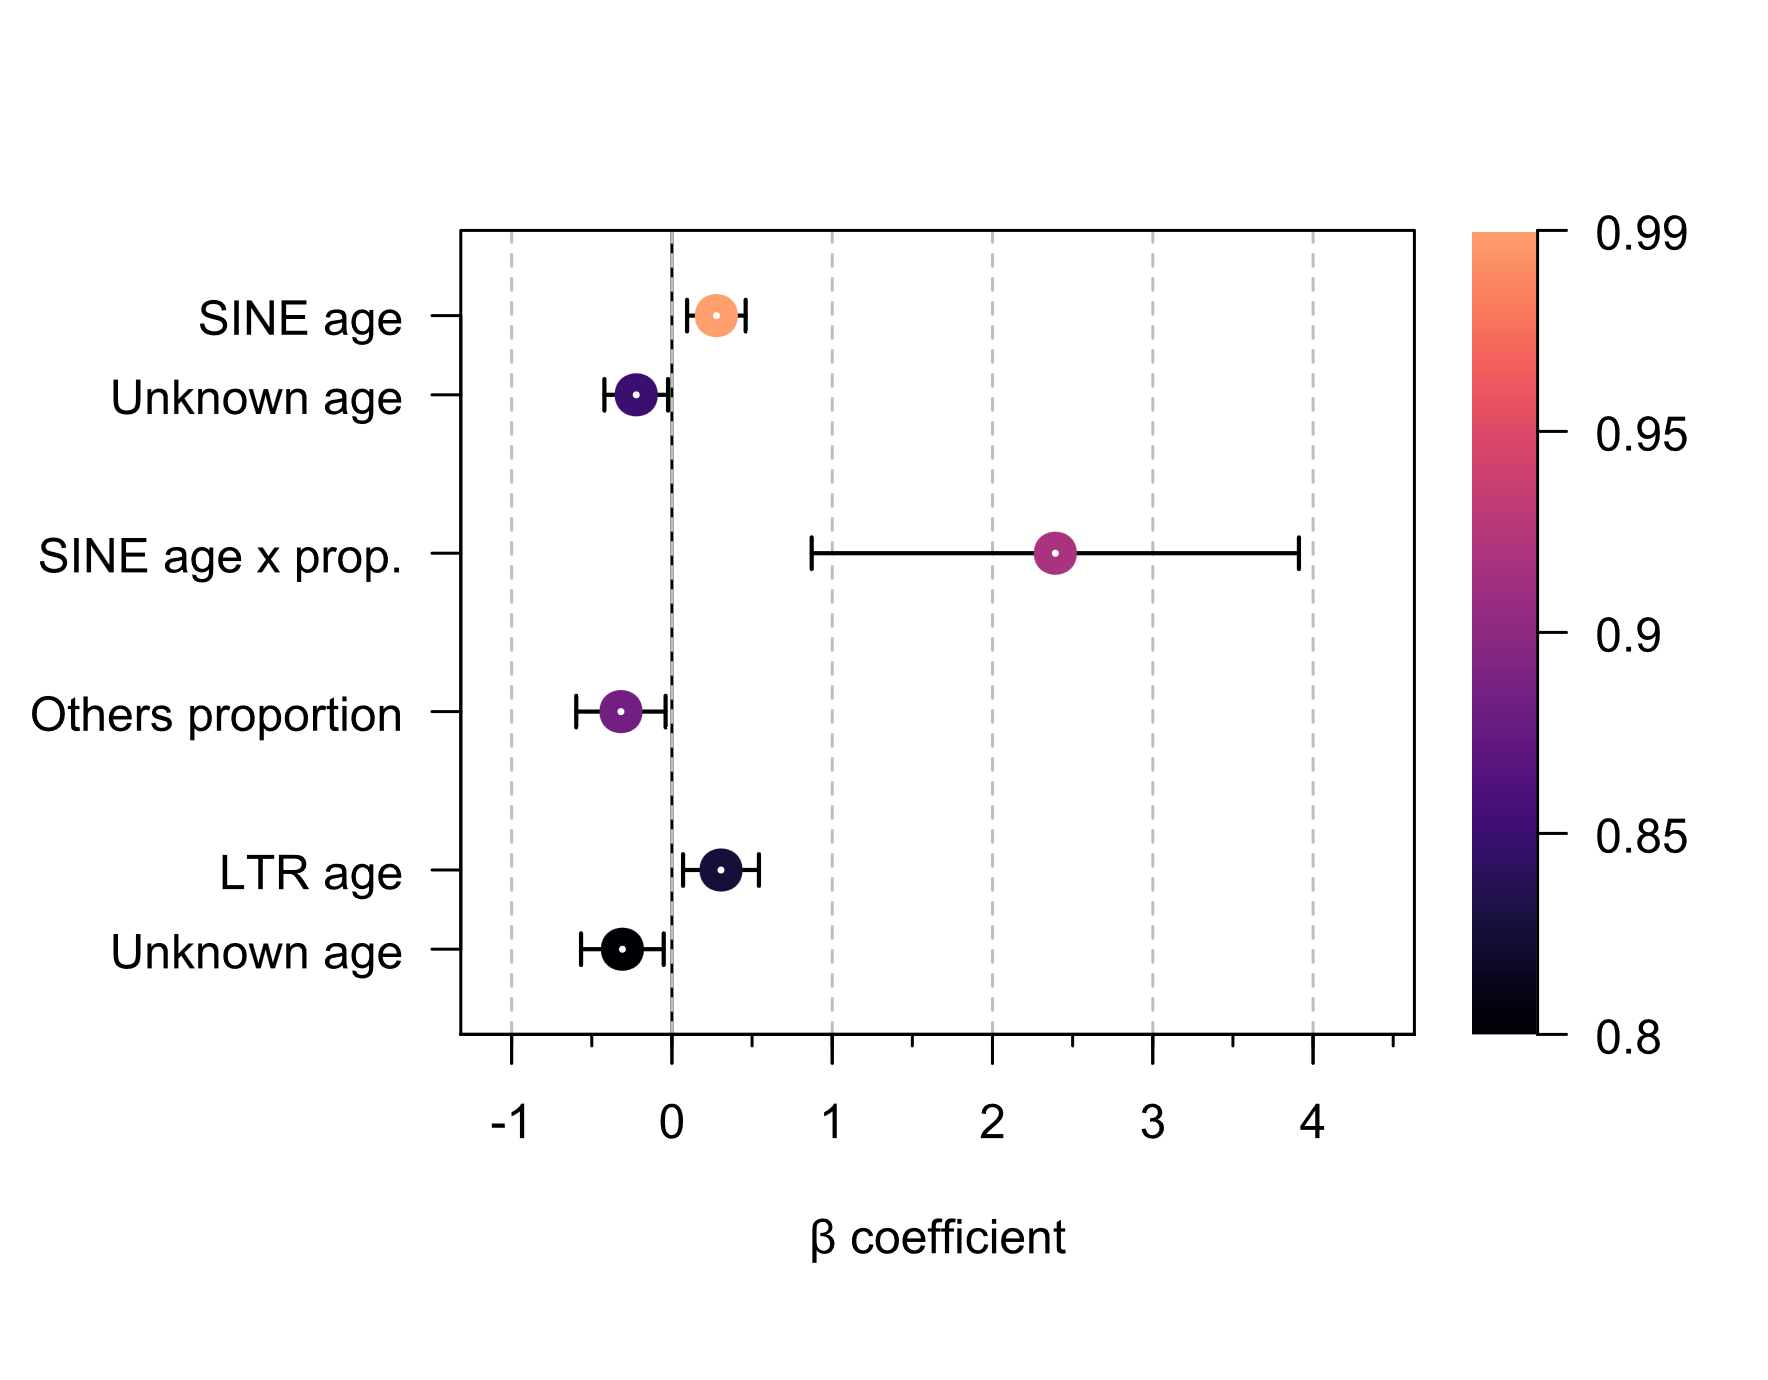 SINE age
Unknown age
SINE age x prop.
Others proportion
LTR age
Unknown age
-1 0 1 2 3 4
β coefficient
0.99
0.95
0.9
0.85
0.8